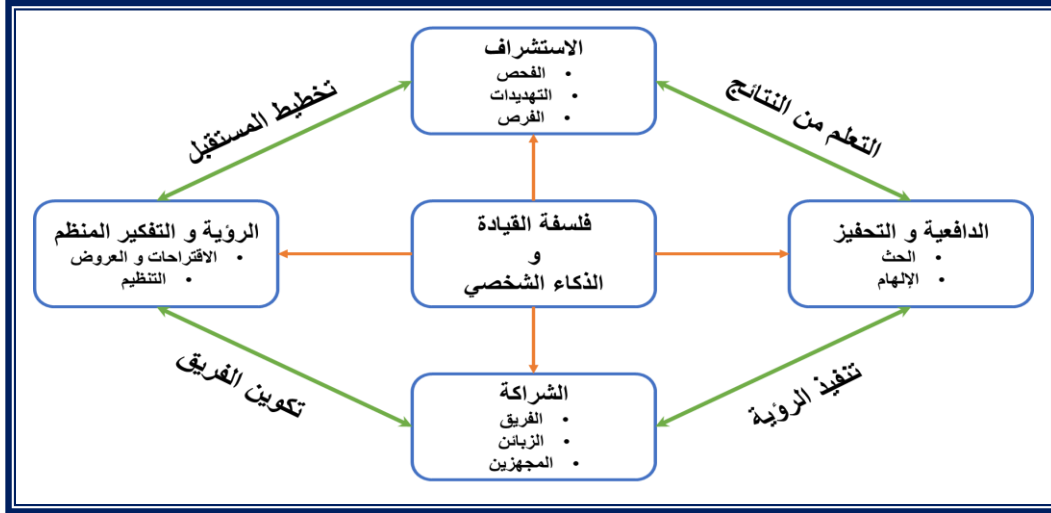 الاستشراف
• الفحص
• التهديدات
• الفرص
تخطيط المستقبل
التعلم من النتائج
الدافعية و التحفيز
• الحث
• الإلهام
فلسفة القيادة
و
الذكاء الشخصي
الرؤية و التفكير المنظم
• الاقتراحات و العروض
• التنظيم
تنفيذ الرؤية
تكوين الفريق
الشراكة
• الفريق
• الزبائن
• المجهزين